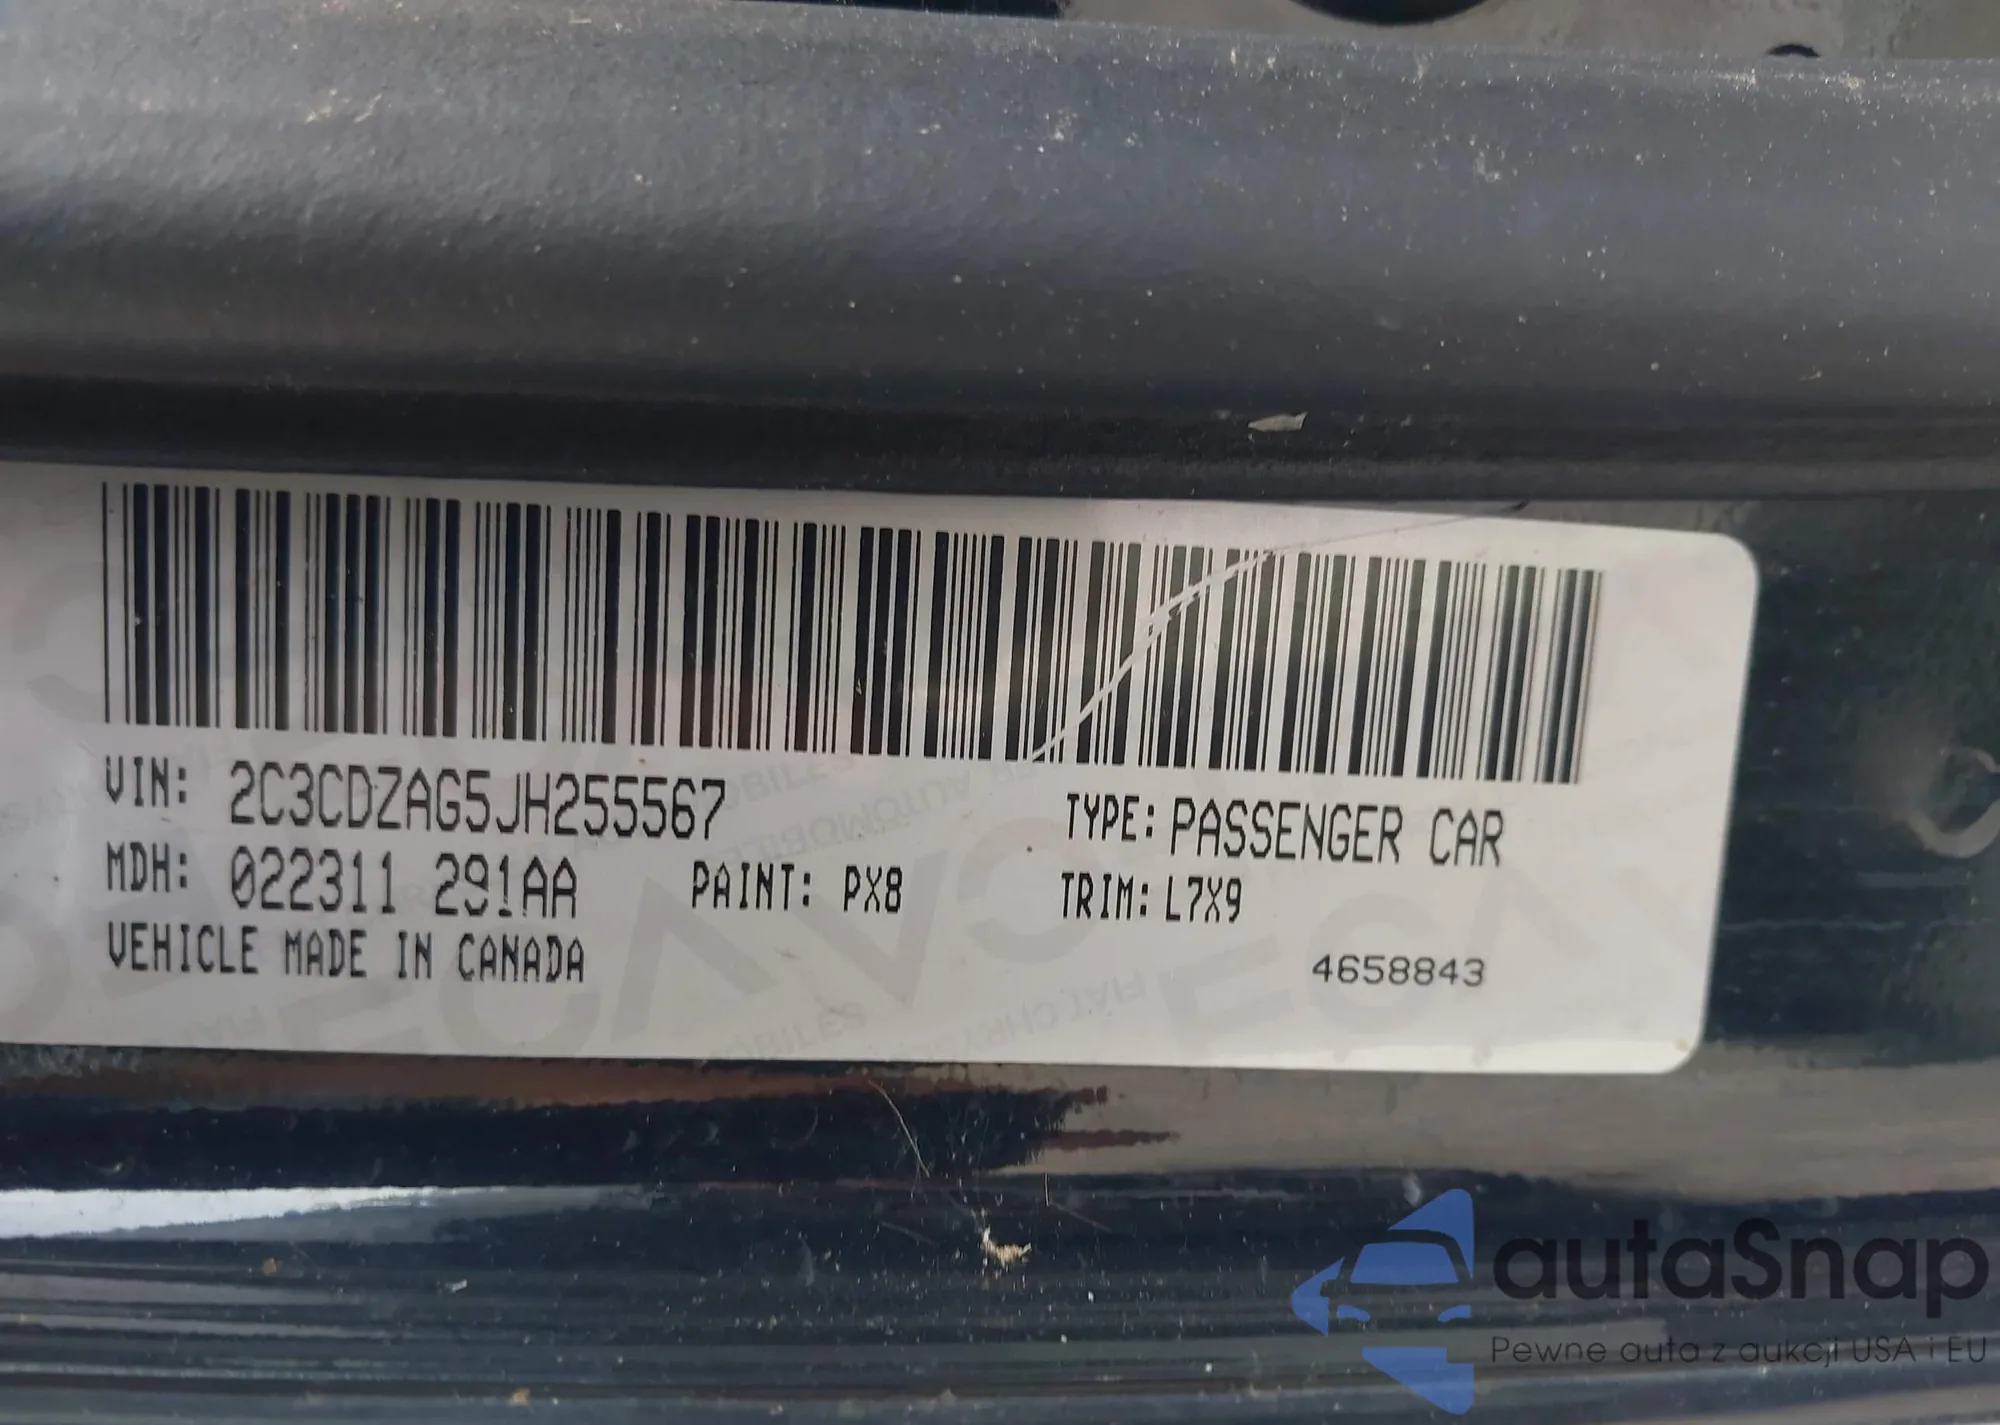 VIN: 2C3CDZAG5JH255567
TYPE: PASSENGER CAR
MDH: 022311 291AA
PAINT: PX8
TRIM: L7X9
VEHICLE MADE IN CANADA
4658843
autaSnap
Pewne auta z aukcji USA i EU